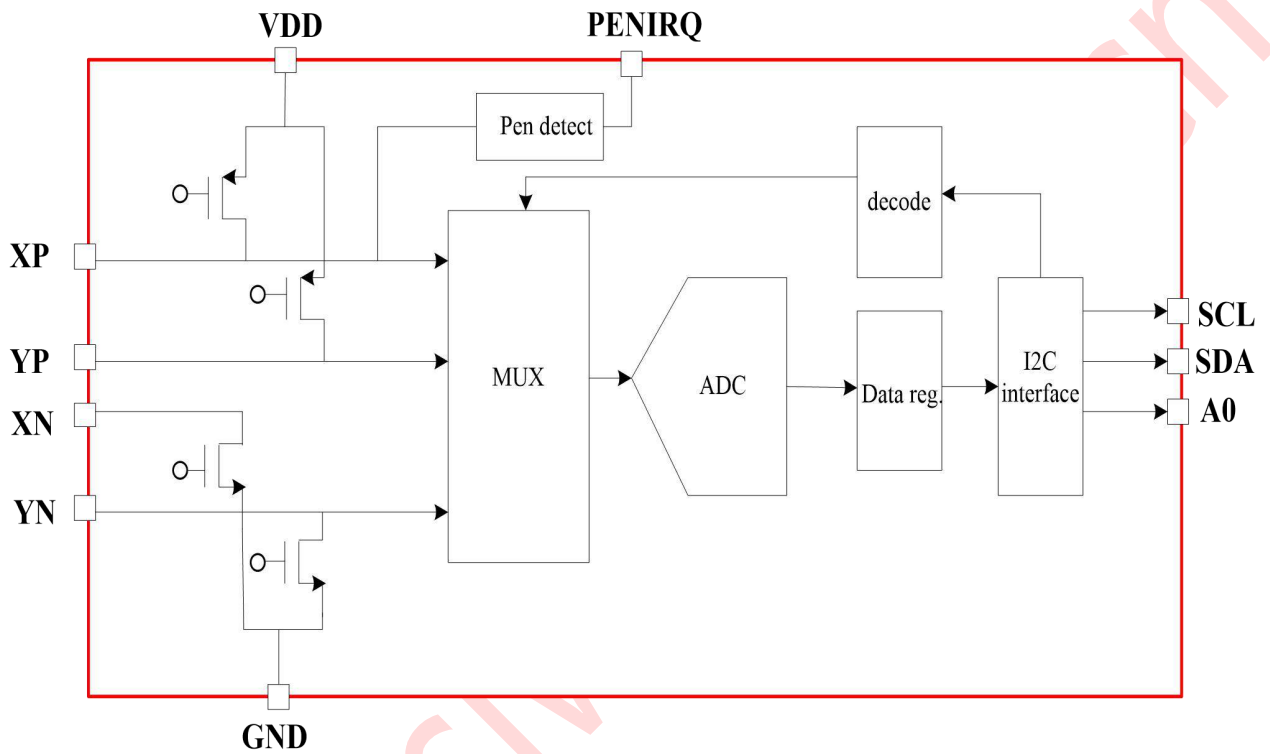 VDD
PENIRQ
Pen detect
decode
XP
SCL
YP
MUX
ADC
Data reg.
I2C
interface
SDA
XN
A0
YN
GND